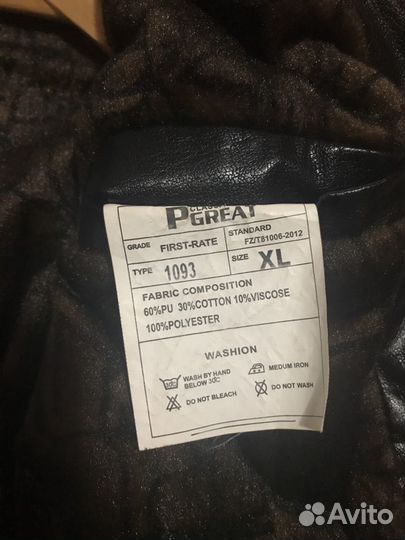 CLASSIC
PGREAT
GRADE FIRST-RATE STANDARD FZ/T81006-2012
TYPE 1093 SIZE XL
FABRIC COMPOSITION
60%PU 30%COTTON 10%VISCOSE
100%POLYESTER
WASHION
WASH BY HAND BELOW 30C MEDUM IRON
DO NOT BLEACH DO NOT WASH
Avito